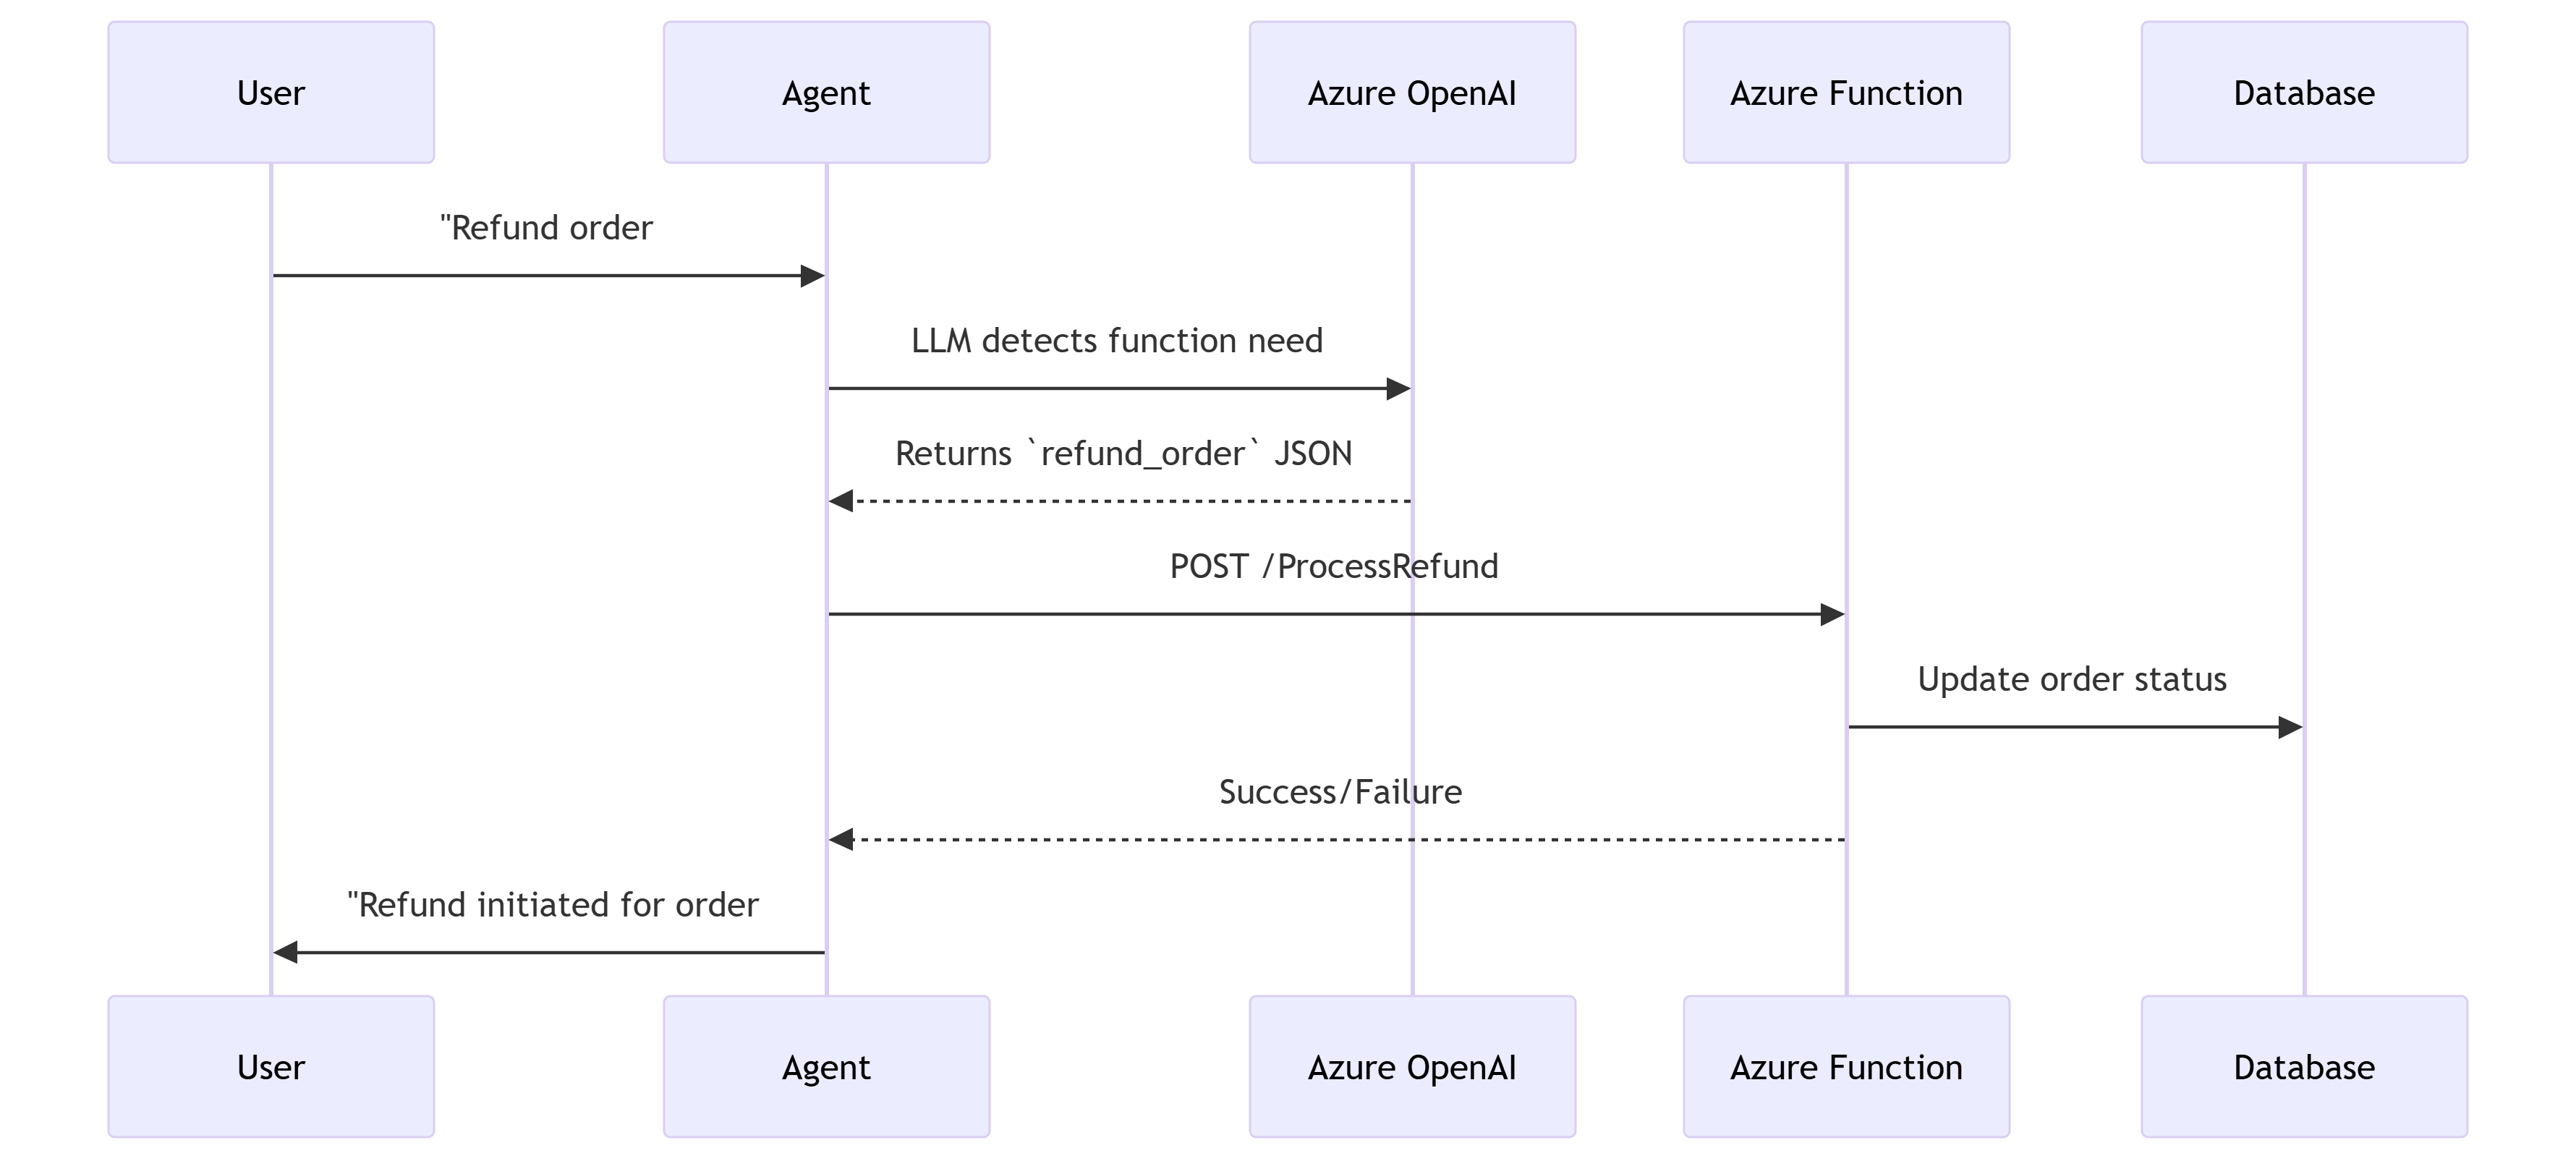 User
Agent
Azure OpenAI
Azure Function
Database
"Refund order
LLM detects function need
Returns `refund_order` JSON
POST /ProcessRefund
Update order status
Success/Failure
"Refund initiated for order
User
Agent
Azure OpenAI
Azure Function
Database